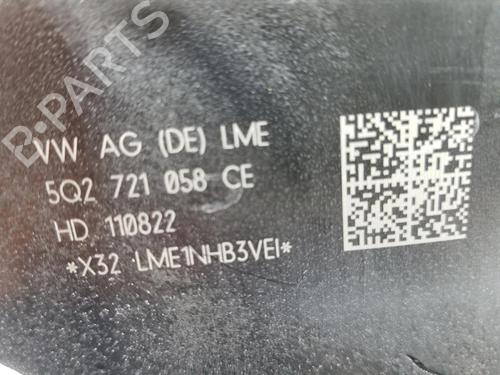 B-PARTS
VW AG (DE) LME
5Q2 721 058 CE
HD 110822
*X32 LME1NHB3VEI*